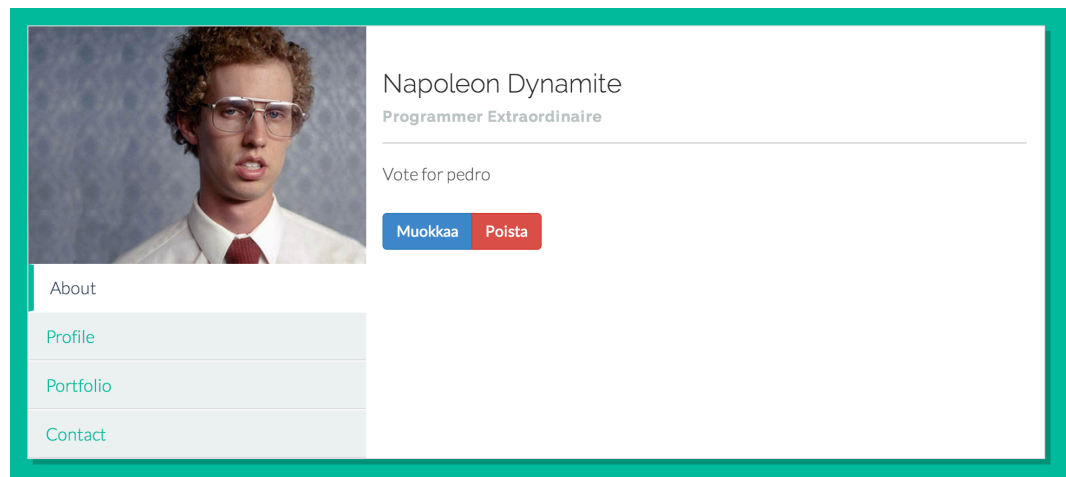 Napoleon Dynamite
Programmer Extraordinaire
Vote for pedro
Muokkaa Poista
About
Profile
Portfolio
Contact